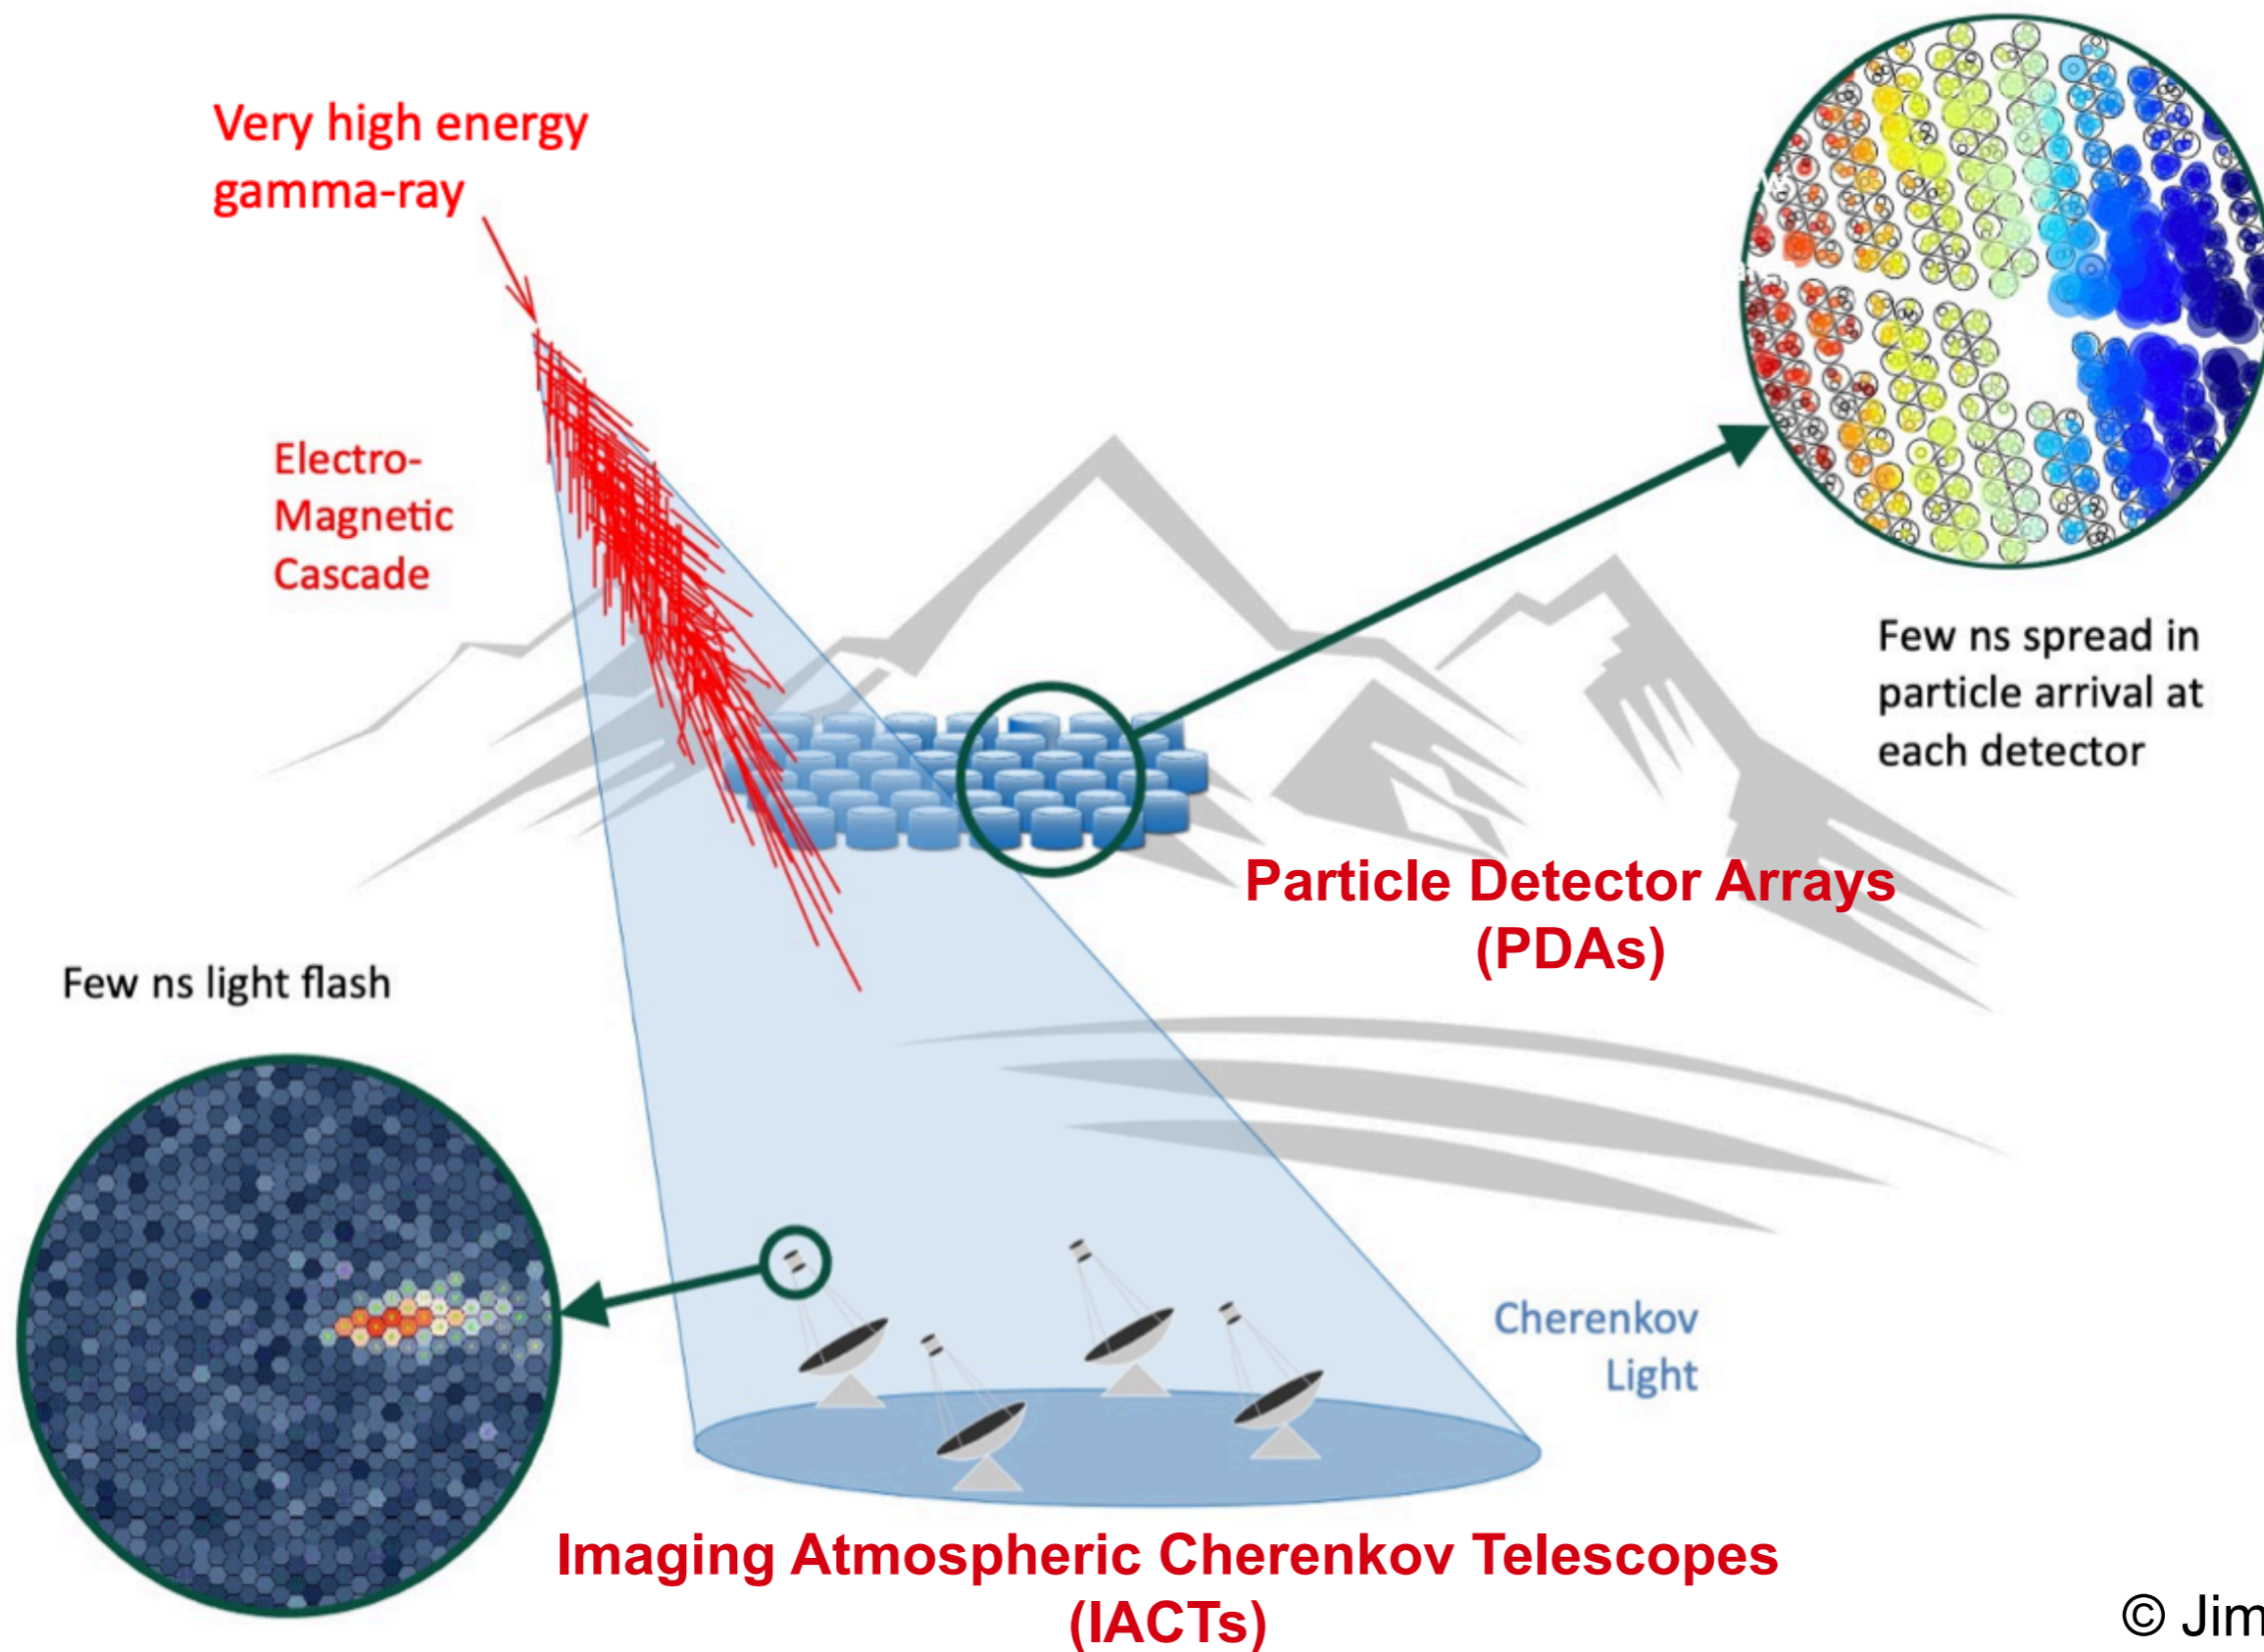 Very high energy
gamma-ray
Electro-
Magnetic
Cascade
Few ns spread in
particle arrival at
each detector
Particle Detector Arrays
(PDAs)
Few ns light flash
Cherenkov
Light
Imaging Atmospheric Cherenkov Telescopes
(IACTs)
© Jim